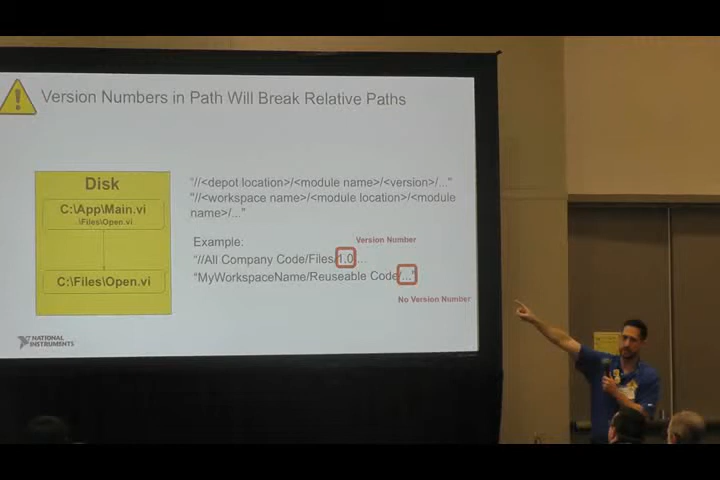 Version Numbers in Path Will Break Relative Paths
Disk
C:\App\Main.vi
..\Files\Open.vi
C:\Files\Open.vi
"//<depot location>/<module name>/<version>/..."
"//<workspace name>/<module location>/<module
name>/..."
Example:
Version Number
"//All Company Code/Files/1.0/...
"MyWorkspaceName/Reuseable Code/..."
No Version Number
NATIONAL
INSTRUMENTS